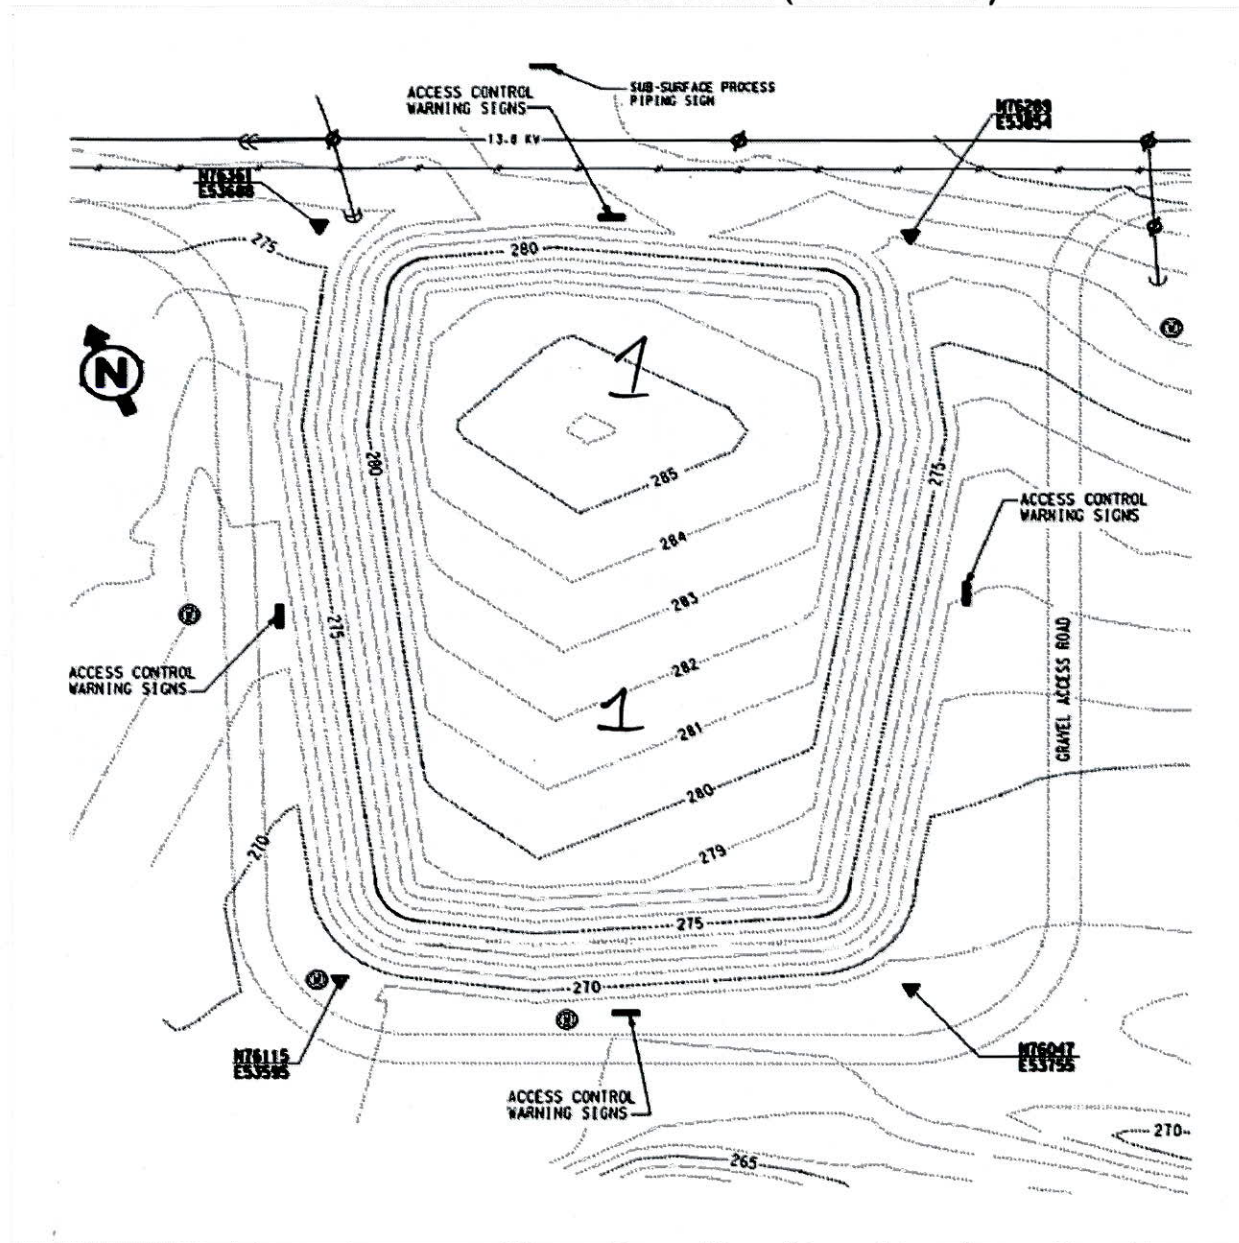 SUB-SURFACE PROCESS
PIPING SIGN
ACCESS CONTROL
WARNING SIGNS
N76289
E53854
13.8 KV
N76361
E53688
275
280
N
1
285
280
275
284
ACCESS CONTROL
WARNING SIGNS
283
275
GRAVEL ACCESS ROAD
282
ACCESS CONTROL
WARNING SIGNS
1
281
280
270
279
275
270
N76115
E53595
N76047
E53755
ACCESS CONTROL
WARNING SIGNS
270
265